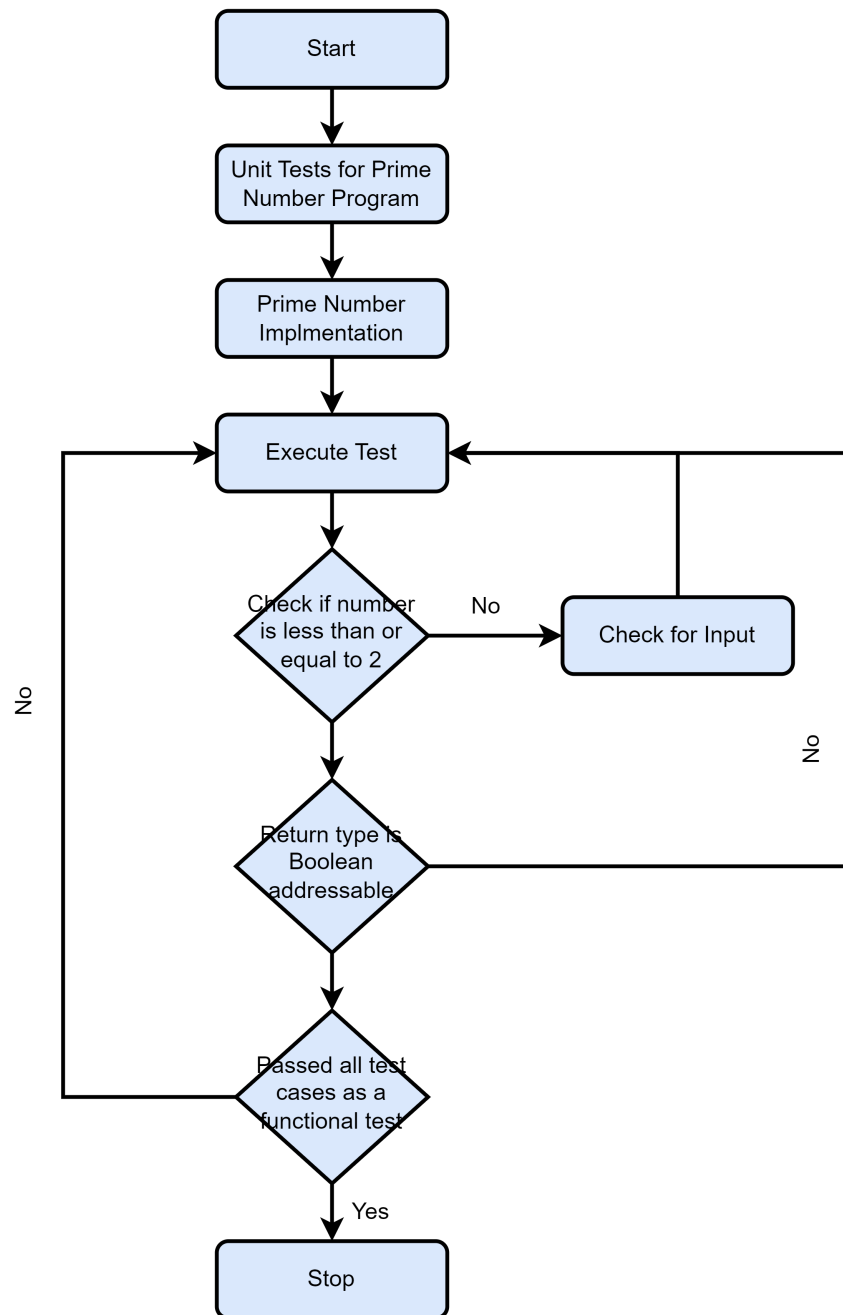 Start
Unit Tests for Prime
Number Program
Prime Number
Implmentation
Execute Test
Check if number
is less than or
equal to 2
No
Check for Input
No
No
Return type is
Boolean
addressable
Passed all test
cases as a
functional test
Yes
Stop